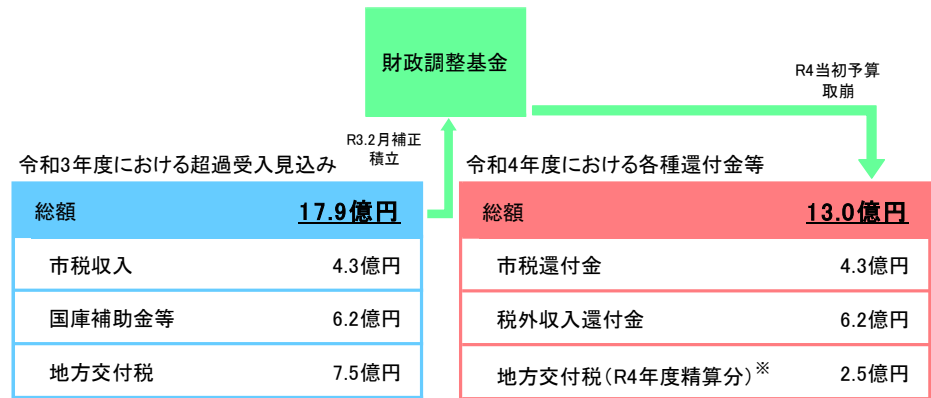 財政調整基金
R4当初予算
取崩
R3.2月補正
積立
令和3年度における超過受入見込み
総額 17.9億円
市税収入 4.3億円
国庫補助金等 6.2億円
地方交付税 7.5億円
令和4年度における各種還付金等
総額 13.0億円
市税還付金 4.3億円
税外収入還付金 6.2億円
地方交付税(R4年度精算分)※ 2.5億円